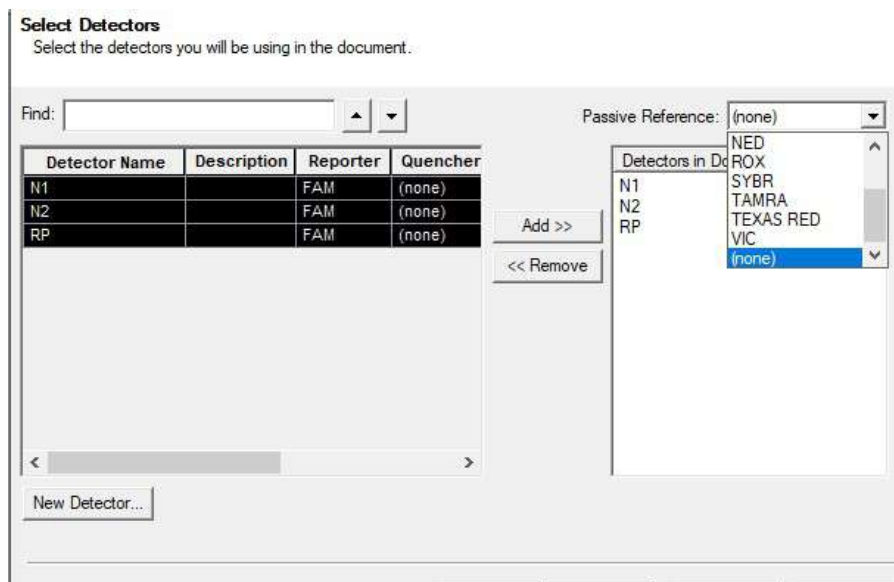 Select Detectors
Select the detectors you will be using in the document.
Find:
Passive Reference: (none)
NED
ROX
SYBR
TAMRA
TEXAS RED
VIC
(none)
Detector Name Description Reporter Quencher
N1 FAM (none)
N2 FAM (none)
RP FAM (none)
Add >>
<< Remove
Detectors in Do
N1
N2
RP
New Detector...